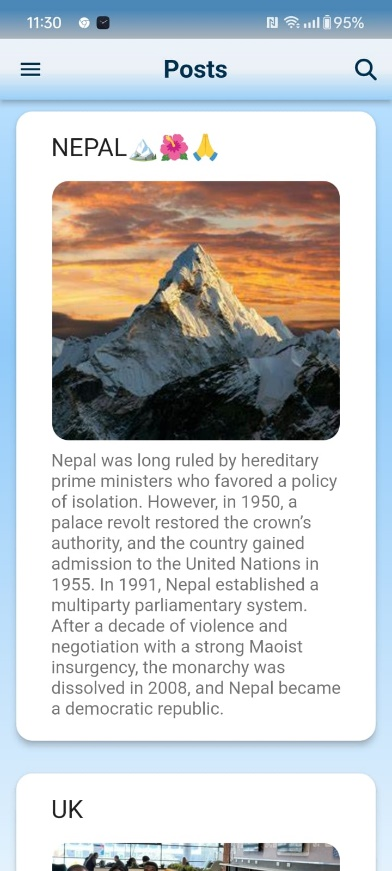 11:30 95%
Posts
NEPAL🏔️🌺🙏
Nepal was long ruled by hereditary
prime ministers who favored a policy
of isolation. However, in 1950, a
palace revolt restored the crown's
authority, and the country gained
admission to the United Nations in
1955. In 1991, Nepal established a
multiparty parliamentary system.
After a decade of violence and
negotiation with a strong Maoist
insurgency, the monarchy was
dissolved in 2008, and Nepal became
a democratic republic.
UK